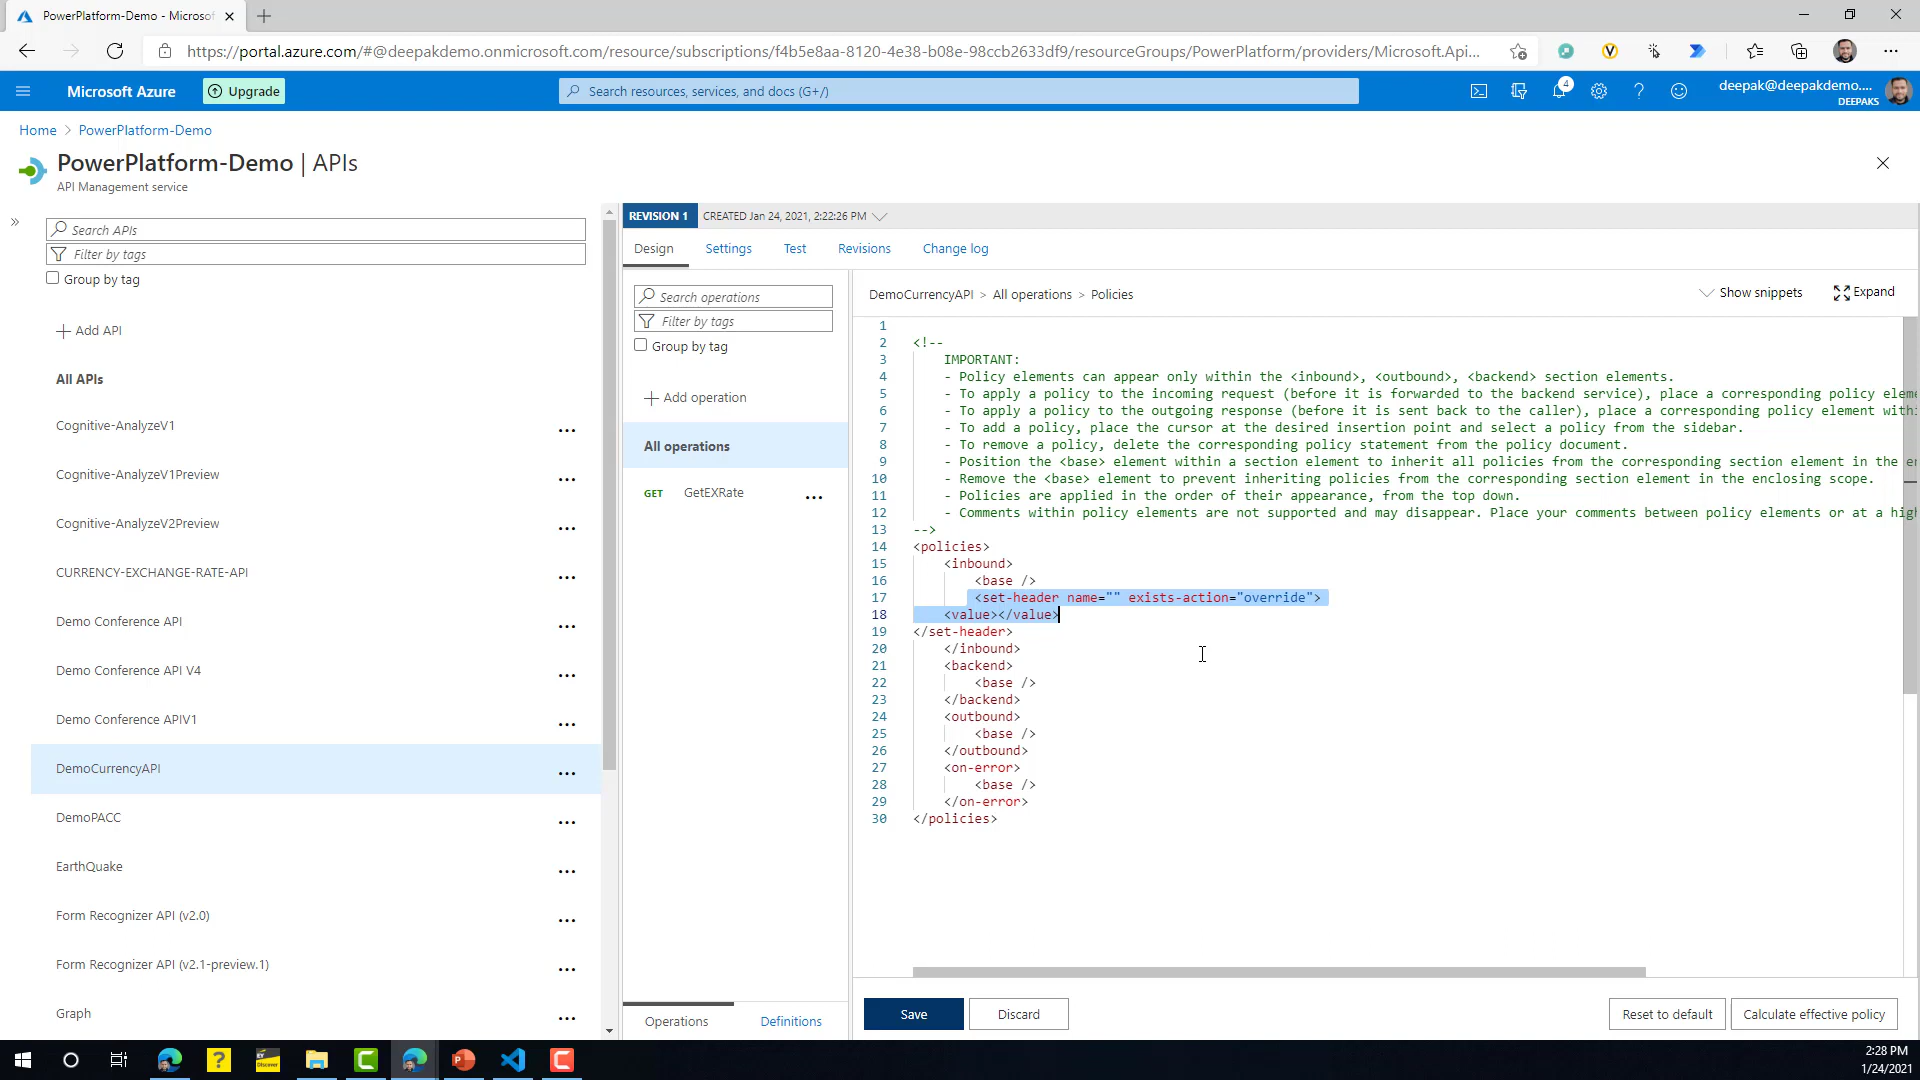 PowerPlatform-Demo - Microsof
https://portal.azure.com/#@deepakdemo.onmicrosoft.com/resource/subscriptions/f4b5e8aa-8120-4e38-b08e-98ccb2633df9/resourceGroups/PowerPlatform/providers/Microsoft.Api...
Microsoft Azure
Upgrade
Search resources, services, and docs (G+/)
4
deepak@deepakdemo....
DEEPAKS
Home > PowerPlatform-Demo
PowerPlatform-Demo | APIs
API Management service
Search APIs
Filter by tags
Group by tag
Add API
All APIs
Cognitive-AnalyzeV1
Cognitive-AnalyzeV1Preview
Cognitive-AnalyzeV2Preview
CURRENCY-EXCHANGE-RATE-API
Demo Conference API
Demo Conference API V4
Demo Conference APIV1
DemoCurrencyAPI
DemoPACC
EarthQuake
Form Recognizer API (v2.0)
Form Recognizer API (v2.1-preview.1)
Graph
REVISION 1 CREATED Jan 24, 2021, 2:22:26 PM
Design Settings Test Revisions Change log
Search operations
Filter by tags
Group by tag
Add operation
All operations
GET GetEXRate
Operations Definitions
DemoCurrencyAPI > All operations > Policies
Show snippets
Expand
1
2 <!--
3 IMPORTANT:
4 - Policy elements can appear only within the <inbound>, <outbound>, <backend> section elements.
5 - To apply a policy to the incoming request (before it is forwarded to the backend service), place a corresponding policy eleme
6 - To apply a policy to the outgoing response (before it is sent back to the caller), place a corresponding policy element with
7 - To add a policy, place the cursor at the desired insertion point and select a policy from the sidebar.
8 - To remove a policy, delete the corresponding policy statement from the policy document.
9 - Position the <base> element within a section element to inherit all policies from the corresponding section element in the e
10 - Remove the <base> element to prevent inheriting policies from the corresponding section element in the enclosing scope.
11 - Policies are applied in the order of their appearance, from the top down.
12 - Comments within policy elements are not supported and may disappear. Place your comments between policy elements or at a high
13 -->
14 <policies>
15 <inbound>
16 <base />
17 <set-header name="" exists-action="override">
18 <value></value>
19 </set-header>
20 </inbound>
21 <backend>
22 <base />
23 </backend>
24 <outbound>
25 <base />
26 </outbound>
27 <on-error>
28 <base />
29 </on-error>
30 </policies>
Save
Discard
Reset to default
Calculate effective policy
2:28 PM
1/24/2021